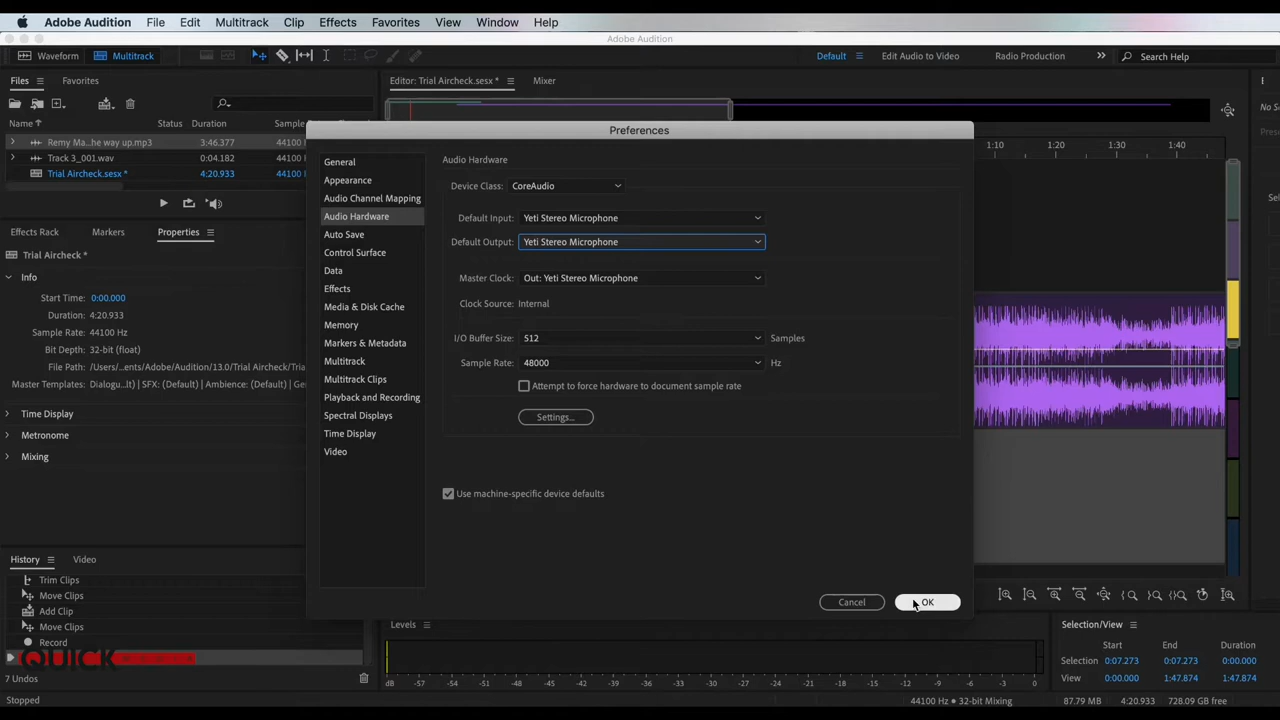 Adobe Audition File Edit Multitrack Clip Effects Favorites View Window Help
Adobe Audition
Waveform Multitrack Default Edit Audio to Video Radio Production Search Help
Files Favorites Editor: Trial Aircheck.sesx * Mixer
Name Status Duration Sample Ra
Remy Ma...he way up.mp3 3:46.377 44100 H
Track 3_001.wav 0:04.182 44100 H
Trial Aircheck.sesx * 4:20.933 44100 H
1:10 1:20 1:30 1:40
Effects Rack Markers Properties
Trial Aircheck *
Info
Start Time: 0:00.000
Duration: 4:20.933
Sample Rate: 44100 Hz
Bit Depth: 32-bit (float)
File Path: /Users/...ents/Adobe/Audition/13.0/Trial Aircheck/Tri
Master Templates: Dialogu...lt) | SFX: (Default) | Ambience: (Default) | M
Time Display
Metronome
Mixing
Preferences
General
Appearance
Audio Channel Mapping
Audio Hardware
Auto Save
Control Surface
Data
Effects
Media & Disk Cache
Memory
Markers & Metadata
Multitrack
Multitrack Clips
Playback and Recording
Spectral Displays
Time Display
Video
Audio Hardware
Device Class: CoreAudio
Default Input: Yeti Stereo Microphone
Default Output: Yeti Stereo Microphone
Master Clock: Out: Yeti Stereo Microphone
Clock Source: Internal
I/O Buffer Size: 512 Samples
Sample Rate: 48000 Hz
Attempt to force hardware to document sample rate
Settings...
Use machine-specific device defaults
Cancel OK
History Video
Trim Clips
Move Clips
Add Clip
Move Clips
Record
QUICK
7 Undos
Stopped
Levels
dB -57 -54 -51 -48 -45 -42 -39 -36 -33 -30 -27 -24 -21 -18 -15 -12 -9 -6 -3 0
Selection/View
Start End Duration
Selection 0:07.273 0:07.273 0:00.000
View 0:00.000 1:47.874 1:47.874
44100 Hz • 32-bit Mixing 87.79 MB 4:20.933 728.09 GB free